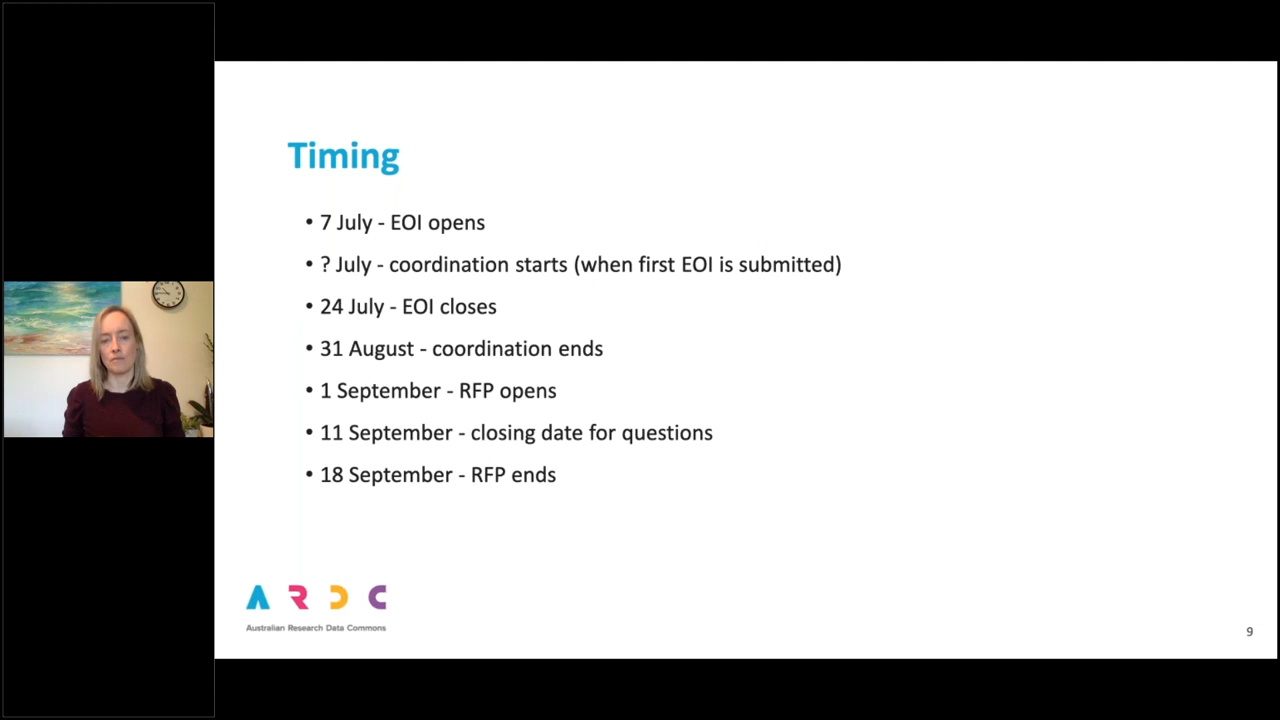 Timing
• 7 July - EOI opens
• ? July - coordination starts (when first EOI is submitted)
• 24 July - EOI closes
• 31 August - coordination ends
• 1 September - RFP opens
• 11 September - closing date for questions
• 18 September - RFP ends
ARDC
Australian Research Data Commons
9